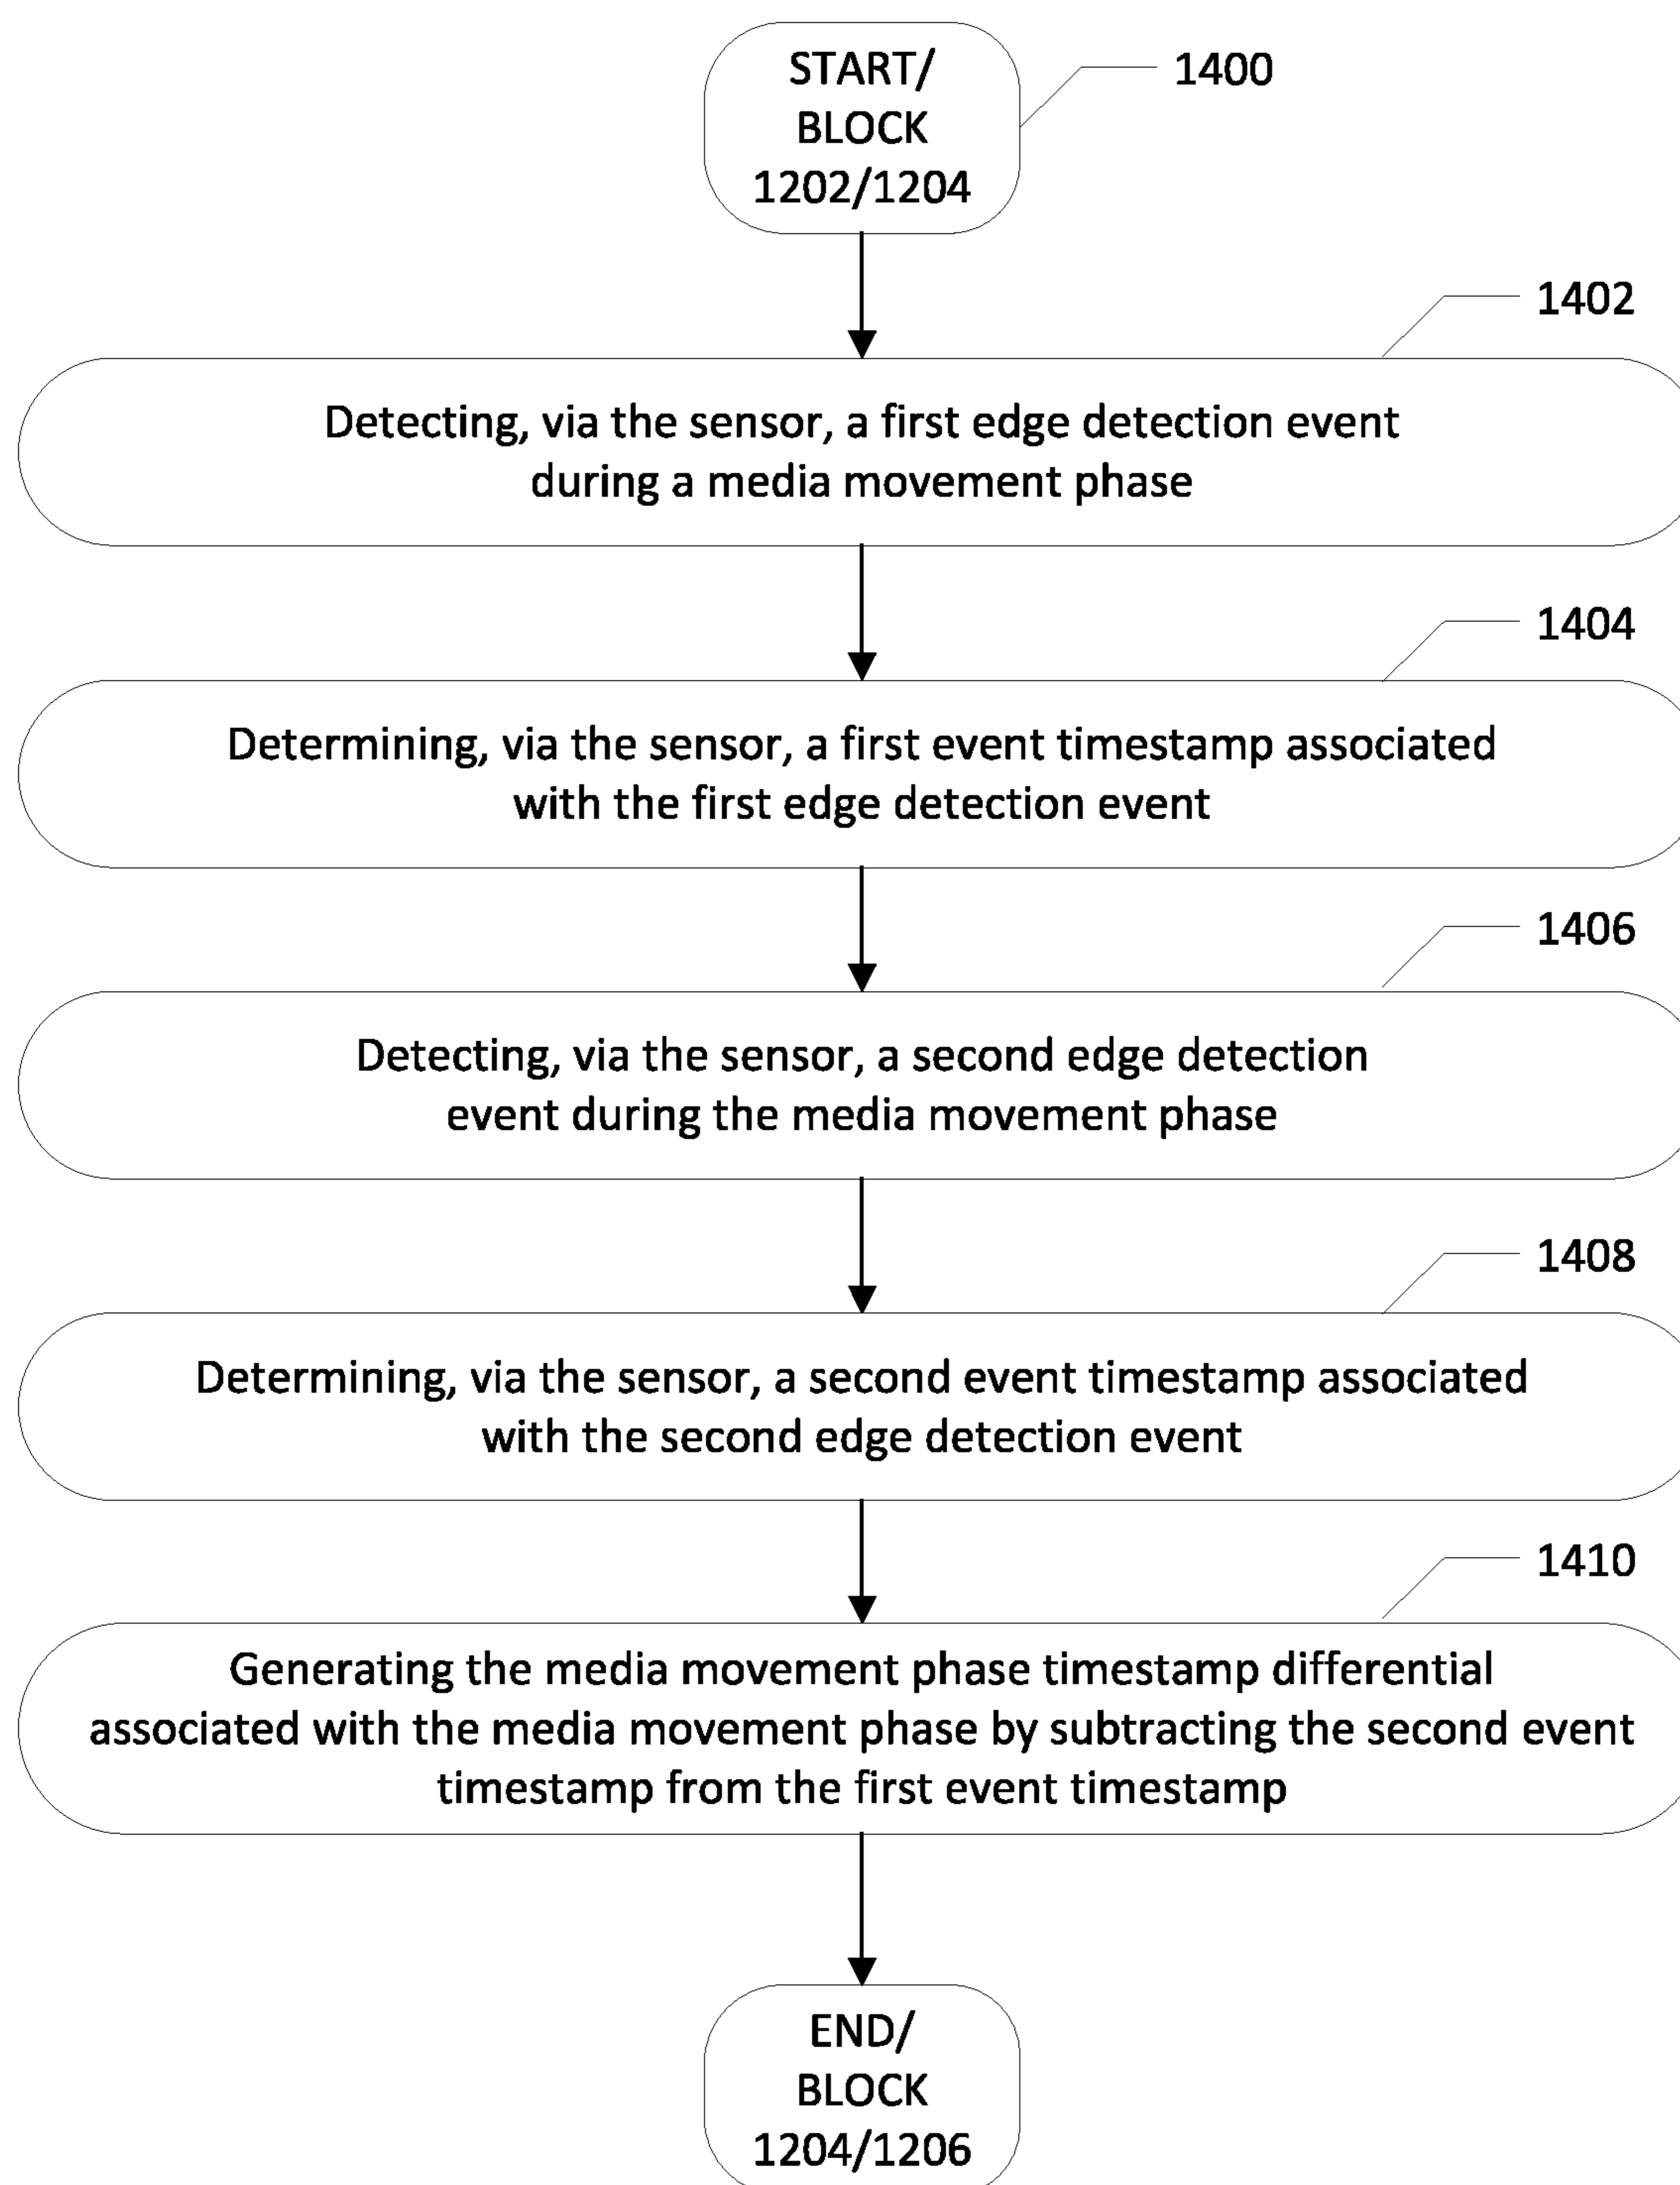 START/
BLOCK
1202/1204
1400
1402
Detecting, via the sensor, a first edge detection event
during a media movement phase
1404
Determining, via the sensor, a first event timestamp associated
with the first edge detection event
1406
Detecting, via the sensor, a second edge detection
event during the media movement phase
1408
Determining, via the sensor, a second event timestamp associated
with the second edge detection event
1410
Generating the media movement phase timestamp differential
associated with the media movement phase by subtracting the second event
timestamp from the first event timestamp
END/
BLOCK
1204/1206